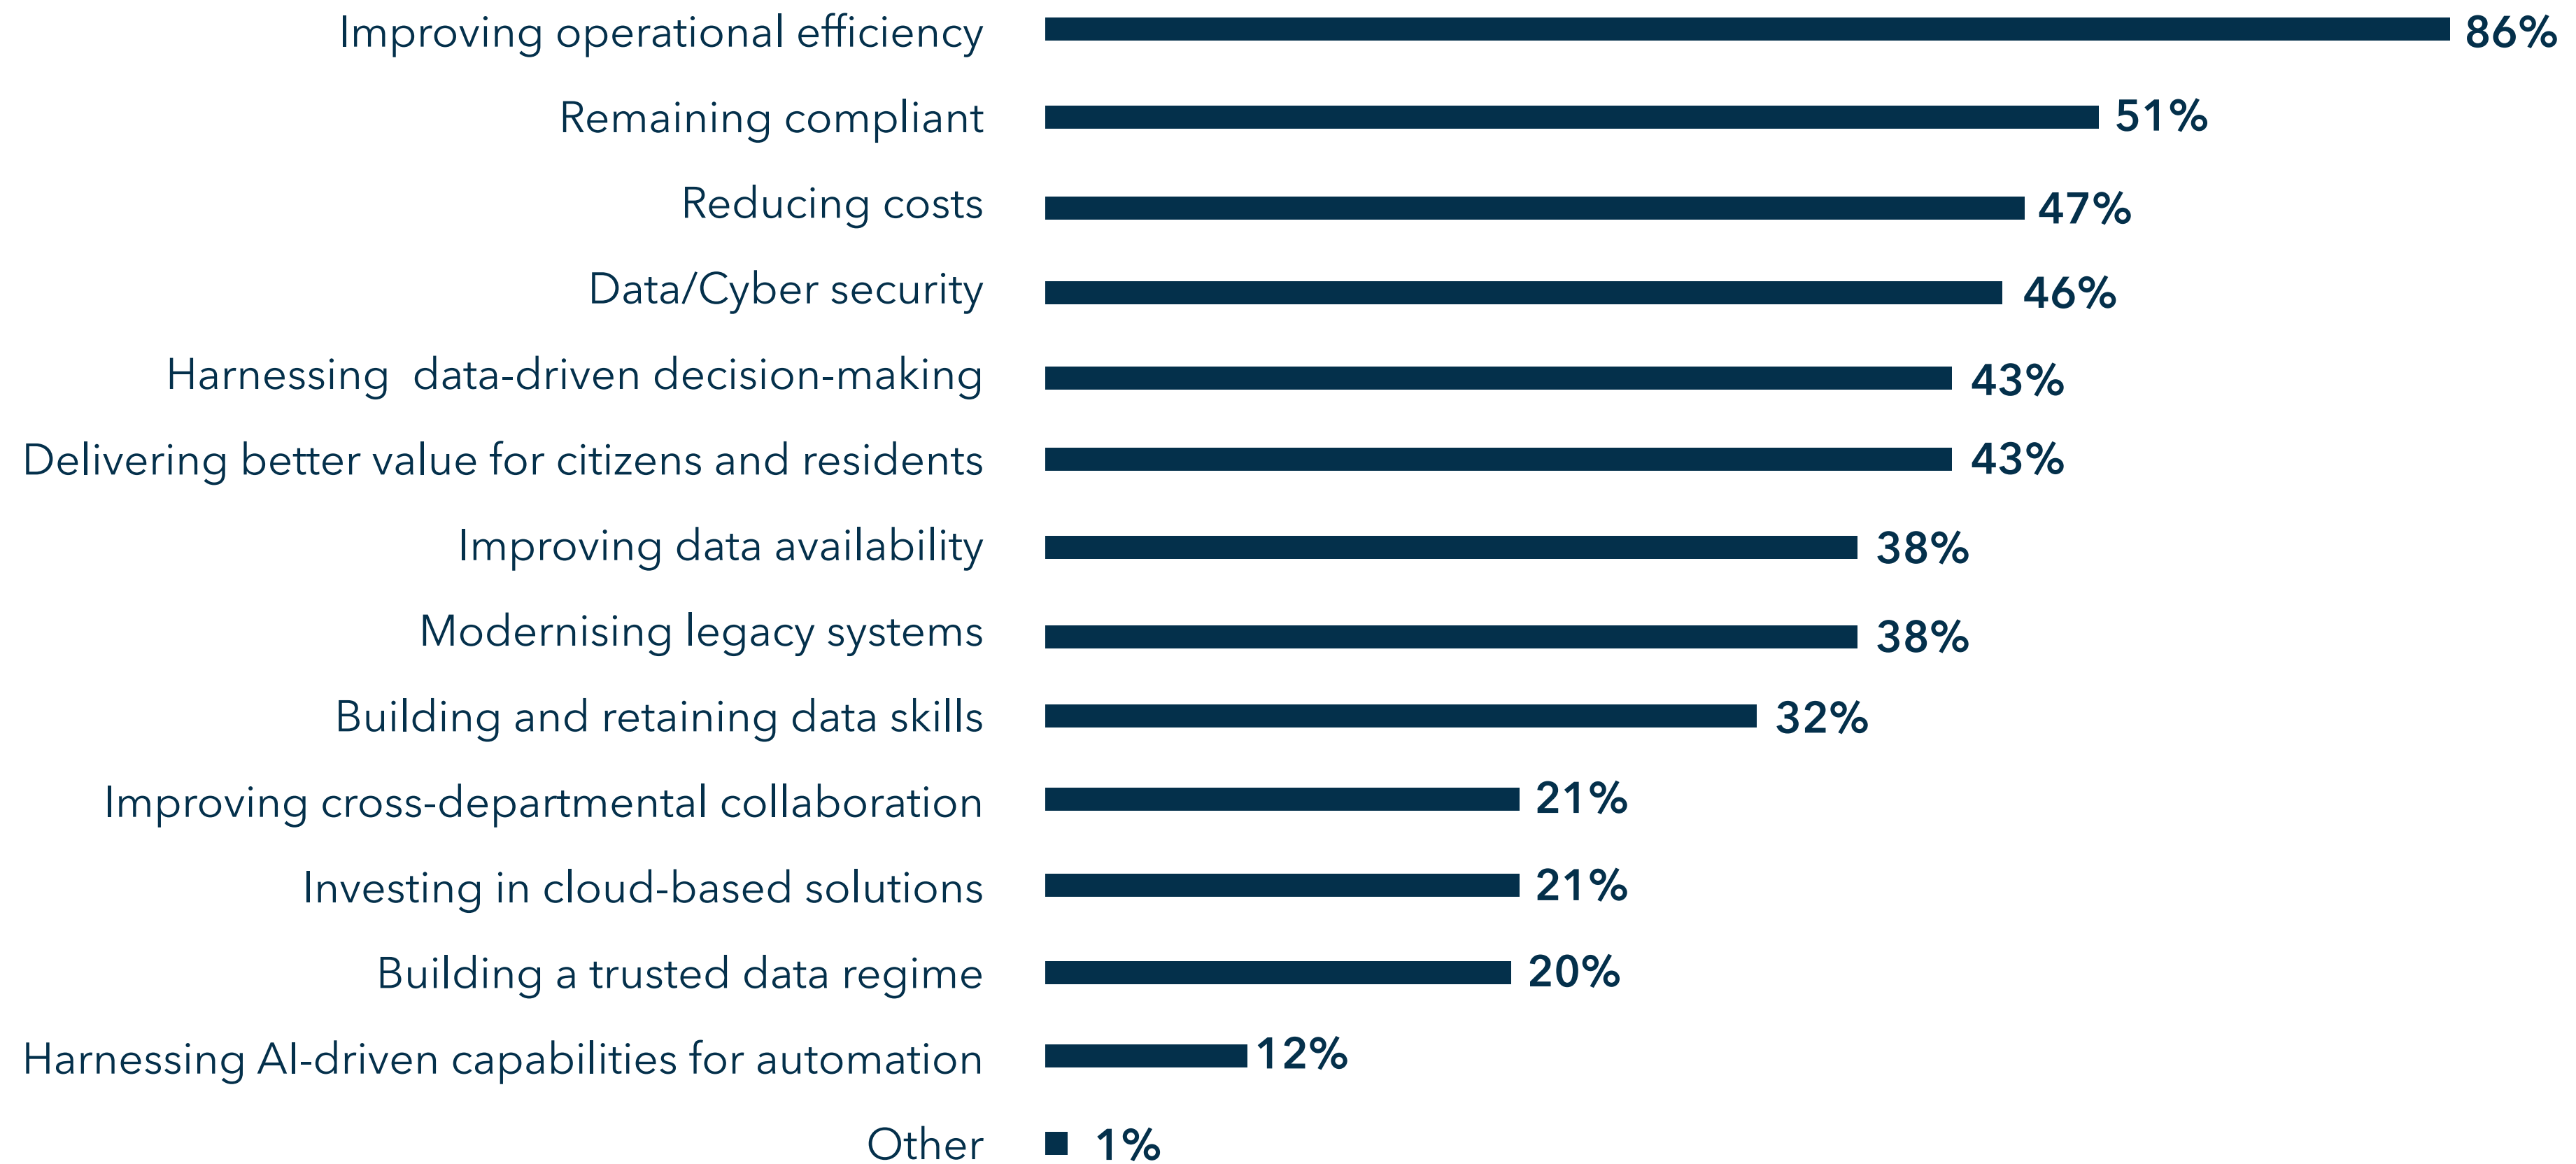 Improving operational efficiency 86%
Remaining compliant 51%
Reducing costs 47%
Data/Cyber security 46%
Harnessing  data-driven decision-making 43%
Delivering better value for citizens and residents 43%
Improving data availability 38%
Modernising legacy systems 38%
Building and retaining data skills 32%
Improving cross-departmental collaboration 21%
Investing in cloud-based solutions 21%
Building a trusted data regime 20%
Harnessing AI-driven capabilities for automation 12%
Other 1%